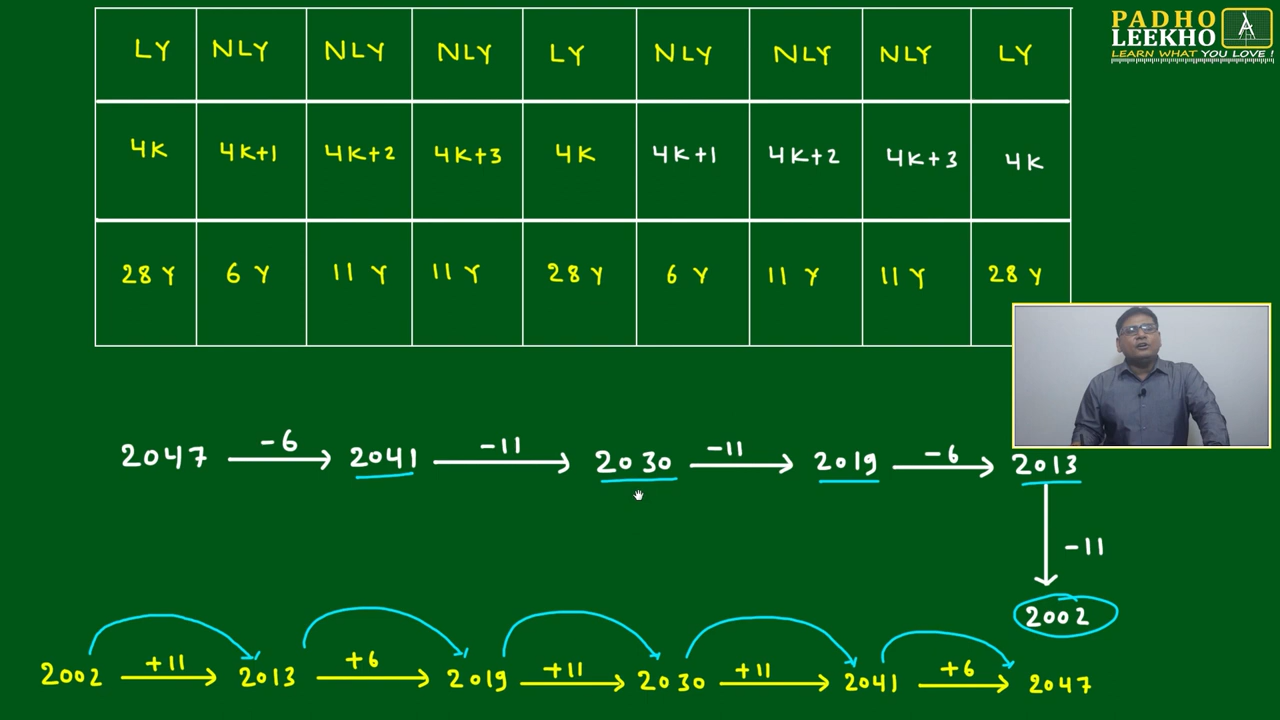 PADHO
LEEKHO
LEARN WHAT YOU LOVE !
LY NLY NLY NLY LY NLY NLY NLY LY
4K 4K+1 4K+2 4K+3 4K 4K+1 4K+2 4K+3 4K
28 Y 6 Y 11 Y 11 Y 28 Y 6 Y 11 Y 11 Y 28 Y
2047 -6 2041 -11 2030 -11 2019 -6 2013
-11
2002
2002 +11 2013 +6 2019 +11 2030 +11 2041 +6 2047